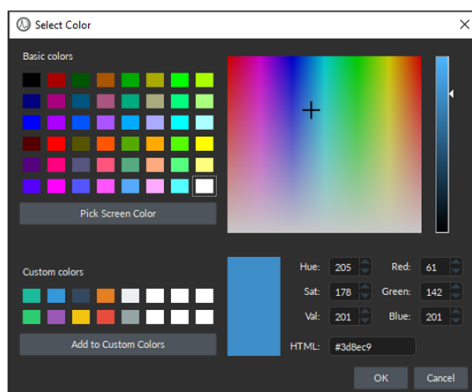 Select Color
Basic colors
Pick Screen Color
Custom colors
Add to Custom Colors
Hue: 205 Red: 61
Sat: 178 Green: 142
Val: 201 Blue: 201
HTML: #3d8ec9
OK Cancel